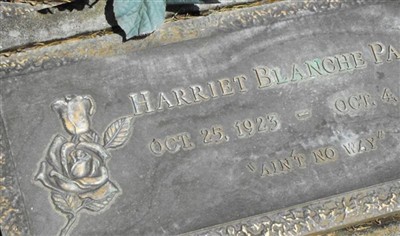 HARRIET BLANCHE
OCT. 25, 1923 - OCT. 4,
"AIN'T NO WAY"